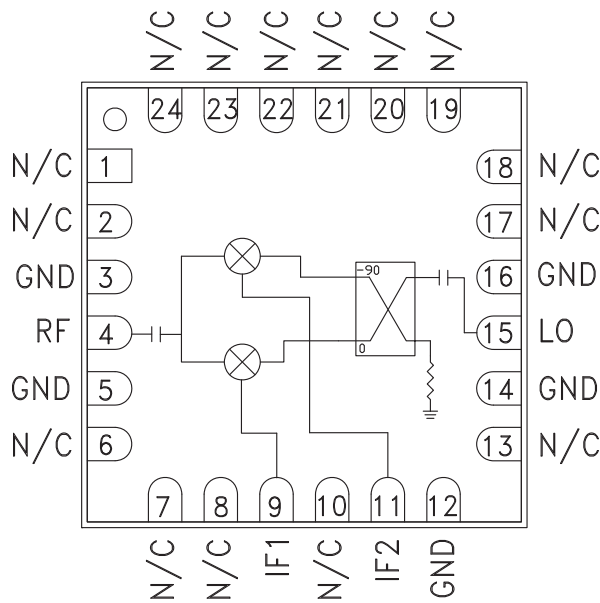 N/C N/C N/C N/C N/C N/C
24 23 22 21 20 19
N/C 1 18 N/C
N/C 2 17 N/C
GND 3 -90 16 GND
RF 4 15 LO
0
GND 5 14 GND
N/C 6 13 N/C
7 8 9 10 11 12
N/C N/C IF1 N/C IF2 GND